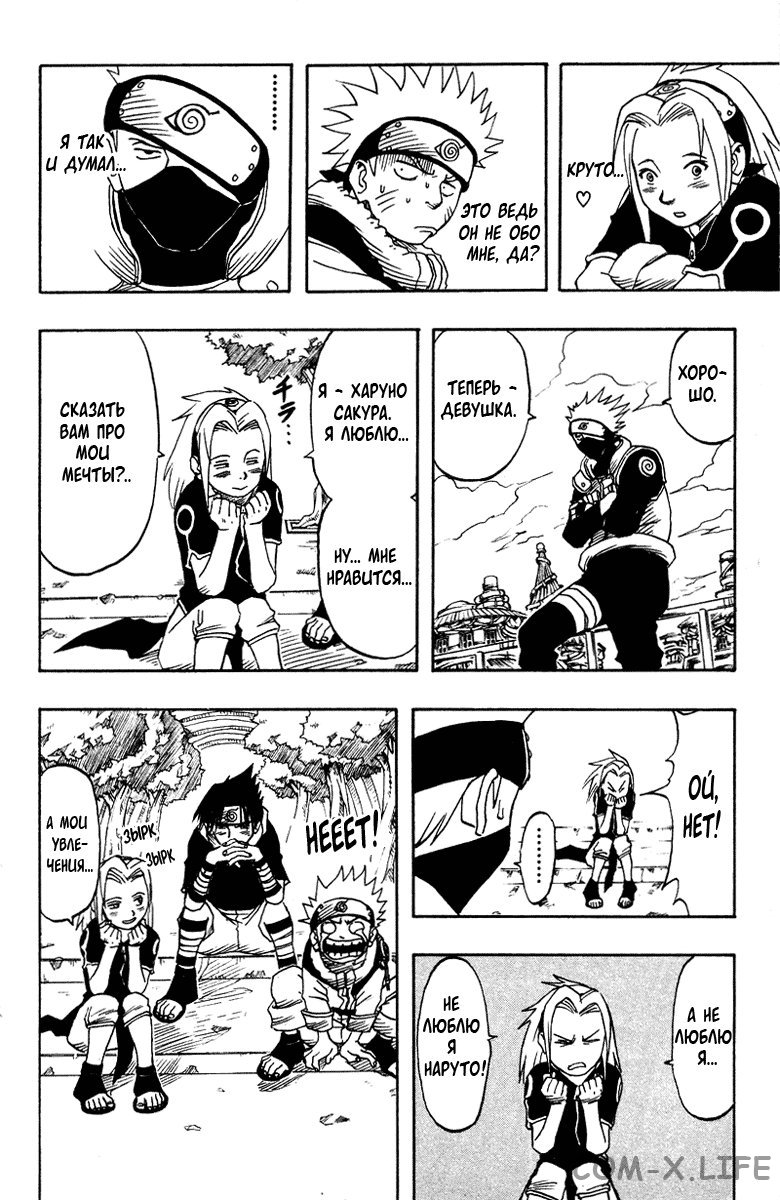 КРУТО...
♡
ЭТО ВЕДЬ
ОН НЕ ОБО
МНЕ, ДА?
Я ТАК
И ДУМАЛ...
ХОРО-
ШО.
ТЕПЕРЬ -
ДЕВУШКА.
Я - ХАРУНО
САКУРА.
Я ЛЮБЛЮ...
НУ... МНЕ
НРАВИТСЯ...
チラ...
СКАЗАТЬ
ВАМ ПРО
МОИ
МЕЧТЫ?..
ОЙ,
НЕТ!
А НЕ
ЛЮБЛЮ
Я...
НЕ
ЛЮБЛЮ
Я
НАРУТО!
НЕЕЕТ!
А МОИ
УВЛЕ-
ЧЕНИЯ...
ЗЫРК
ЗЫРК
COM-X.LIFE